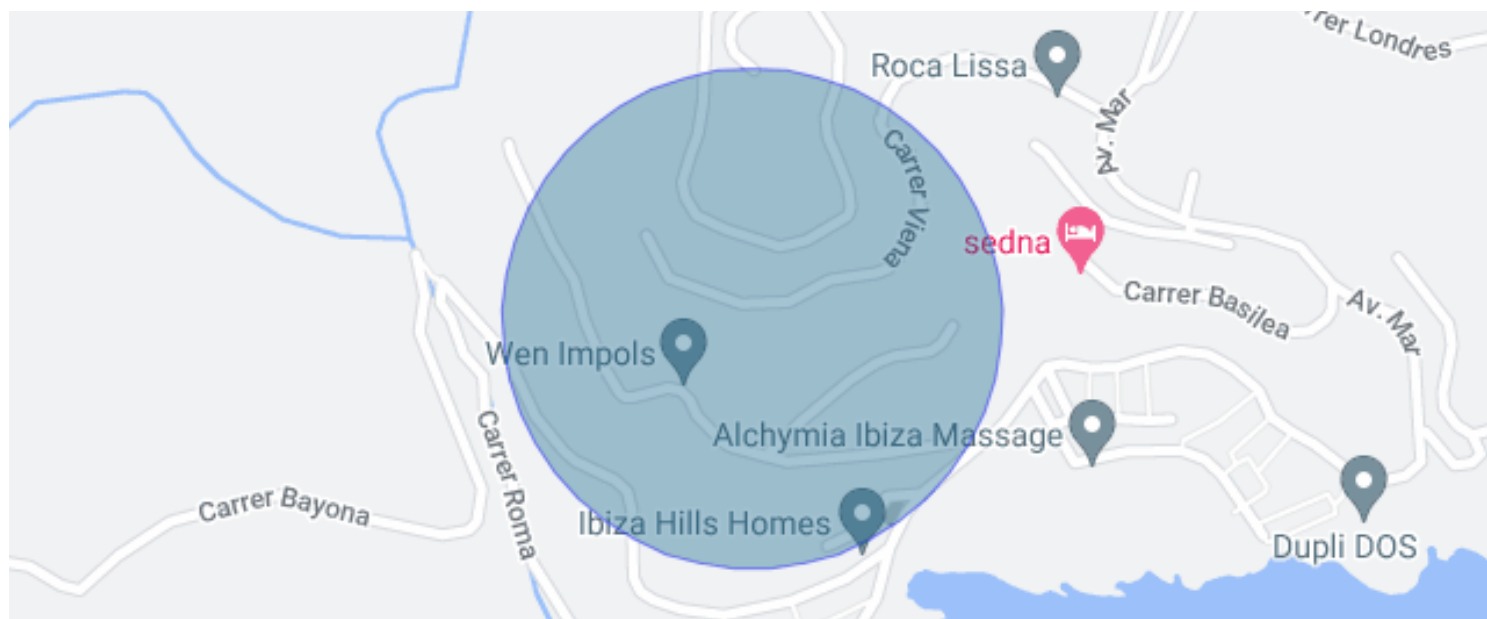 rrer Londres
Roca Lissa
Av. Mar
Carrer Viena
sedna
Carrer Basilea
Av. Mar
Wen Impols
Alchymia Ibiza Massage
Carrer Roma
Carrer Bayona
Ibiza Hills Homes
Dupli DOS